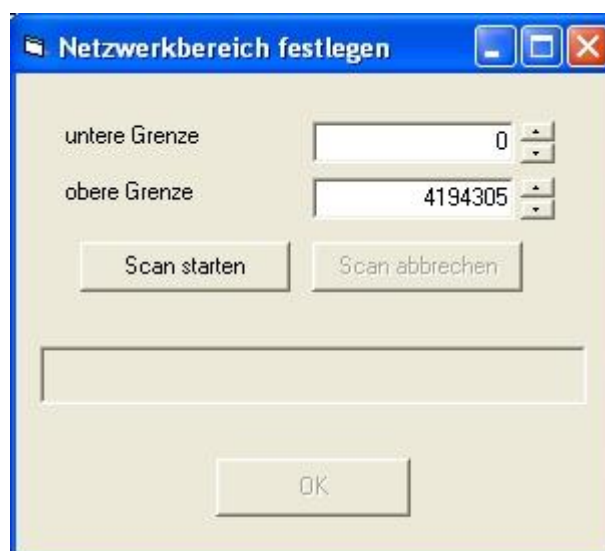 Netzwerkbereich festlegen
untere Grenze 0
obere Grenze 4194305
Scan starten Scan abbrechen
OK